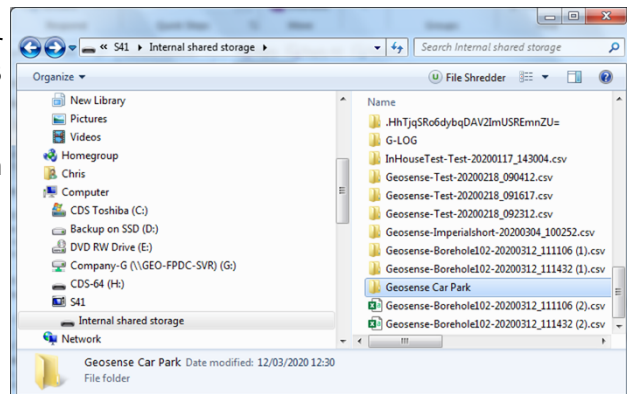 « S41 ▸ Internal shared storage ▸
Search Internal shared storage
Organize
File Shredder
New Library
Pictures
Videos
Homegroup
Chris
Computer
CDS Toshiba (C:)
Backup on SSD (D:)
DVD RW Drive (E:)
Company-G (\\GEO-FPDC-SVR) (G:)
CDS-64 (H:)
S41
Internal shared storage
Network
Name
.HhTjqSRo6dybqDAV2ImUSREmnZU=
G-LOG
InHouseTest-Test-20200117_143004.csv
Geosense-Test-20200218_090412.csv
Geosense-Test-20200218_091617.csv
Geosense-Test-20200218_092312.csv
Geosense-Imperialshort-20200304_100252.csv
Geosense-Borehole102-20200312_111106 (1).csv
Geosense-Borehole102-20200312_111432 (1).csv
Geosense Car Park
Geosense-Borehole102-20200312_111106 (2).csv
Geosense-Borehole102-20200312_111432 (2).csv
Geosense Car Park Date modified: 12/03/2020 12:30
File folder